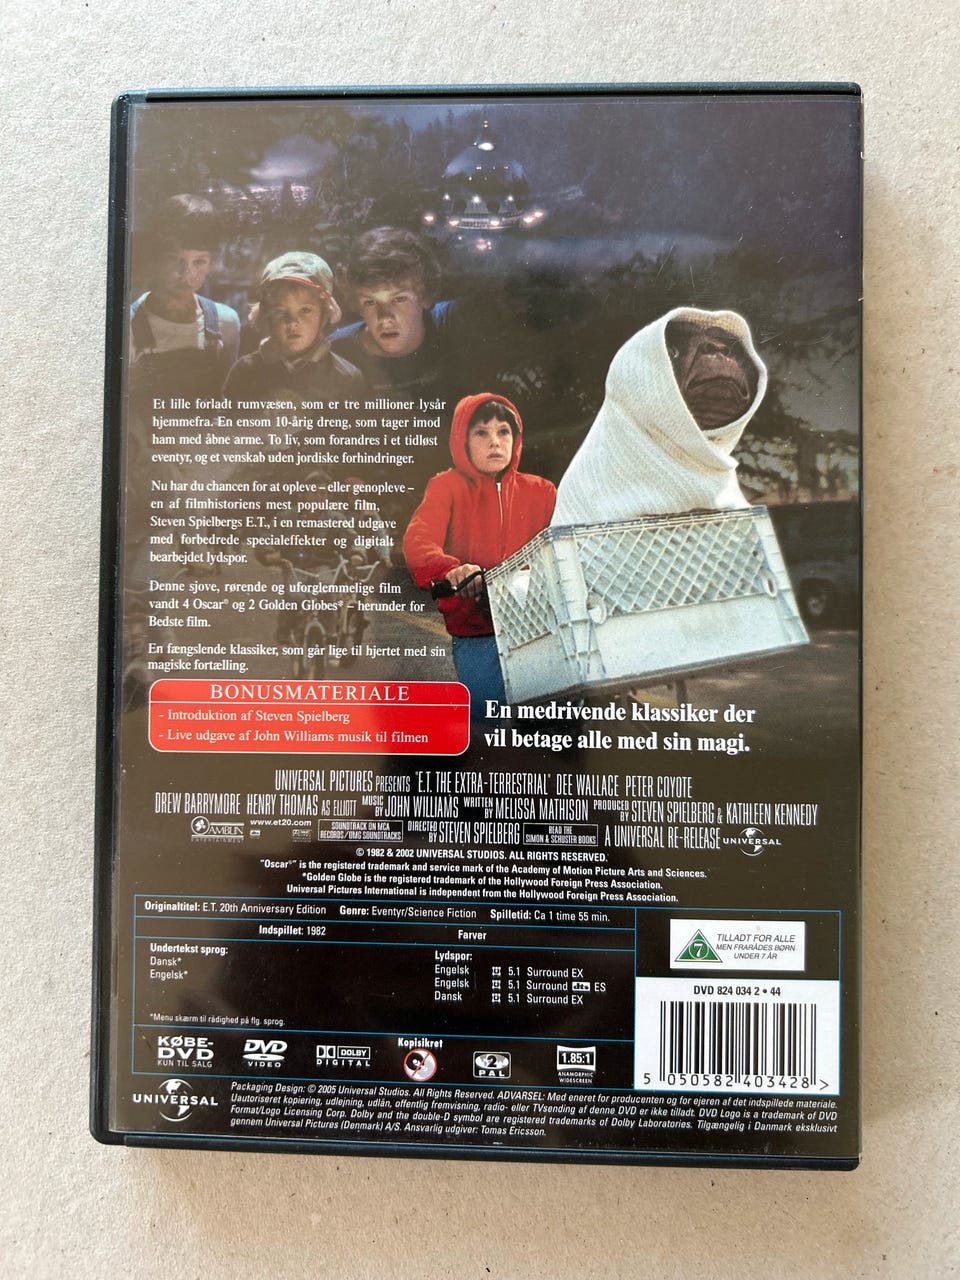 Et lille forladt rumvæsen, som er tre millioner lysår
hjemmefra. En ensom 10-årig dreng, som tager imod
ham med åbne arme. To liv, som forandres i et tidløst
eventyr, og et venskab uden jordiske forhindringer.
Nu har du chancen for at opleve – eller genopleve –
en af filmhistoriens mest populære film,
Steven Spielbergs E.T., i en remastered udgave
med forbedrede specialeffekter og digitalt
bearbejdet lydspor.
Denne sjove, rørende og uforglemmelige film
vandt 4 Oscar® og 2 Golden Globes* – herunder for
Bedste film.
En fængslende klassiker, som går lige til hjertet med sin
magiske fortælling.
BONUSMATERIALE
- Introduktion af Steven Spielberg
- Live udgave af John Williams musik til filmen
En medrivende klassiker der
vil betage alle med sin magi.
UNIVERSAL PICTURES PRESENTS "E.T. THE EXTRA-TERRESTRIAL" DEE WALLACE PETER COYOTE
DREW BARRYMORE HENRY THOMAS AS ELLIOTT MUSIC BY JOHN WILLIAMS WRITTEN BY MELISSA MATHISON PRODUCED BY STEVEN SPIELBERG & KATHLEEN KENNEDY
AMBLIN ENTERTAINMENT www.et20.com SOUNDTRACK ON MCA RECORDS/UMG SOUNDTRACKS DIRECTED BY STEVEN SPIELBERG READ THE SIMON & SCHUSTER BOOKS A UNIVERSAL RE-RELEASE UNIVERSAL
© 1982 & 2002 UNIVERSAL STUDIOS. ALL RIGHTS RESERVED.
"Oscar®" is the registered trademark and service mark of the Academy of Motion Picture Arts and Sciences.
*Golden Globe is the registered trademark of the Hollywood Foreign Press Association.
Universal Pictures International is independent from the Hollywood Foreign Press Association.
Originaltitel: E.T. 20th Anniversary Edition Genre: Eventyr/Science Fiction Spilletid: Ca 1 time 55 min.
Indspillet: 1982 Farver
Undertekst sprog:
Dansk*
Engelsk*
*Menu skærm til rådighed på flg. sprog.
Lydspor:
Engelsk 5.1 Surround EX
Engelsk 5.1 Surround dts ES
Dansk 5.1 Surround EX
7
TILLADT FOR ALLE
MEN FRARÅDES BØRN
UNDER 7 ÅR
DVD 824 034 2 • 44
5 050582 403428 >
KØBE-
DVD
KUN TIL SALG
DVD
VIDEO
DOLBY
DIGITAL
Kopisikret
2
PAL
1.85:1
ANAMORPHIC
WIDESCREEN
UNIVERSAL
Packaging Design: © 2005 Universal Studios. All Rights Reserved. ADVARSEL: Med eneret for producenten og for ejeren af det indspillede materiale.
Uautoriseret kopiering, udlejning, udlån, offentlig fremvisning, radio- eller TVsending af denne DVD er ikke tilladt. DVD Logo is a trademark of DVD
Format/Logo Licensing Corp. Dolby and the double-D symbol are registered trademarks of Dolby Laboratories. Tilgængelig i Danmark eksklusivt
gennem Universal Pictures (Denmark) A/S. Ansvarlig udgiver: Tomas Ericsson.